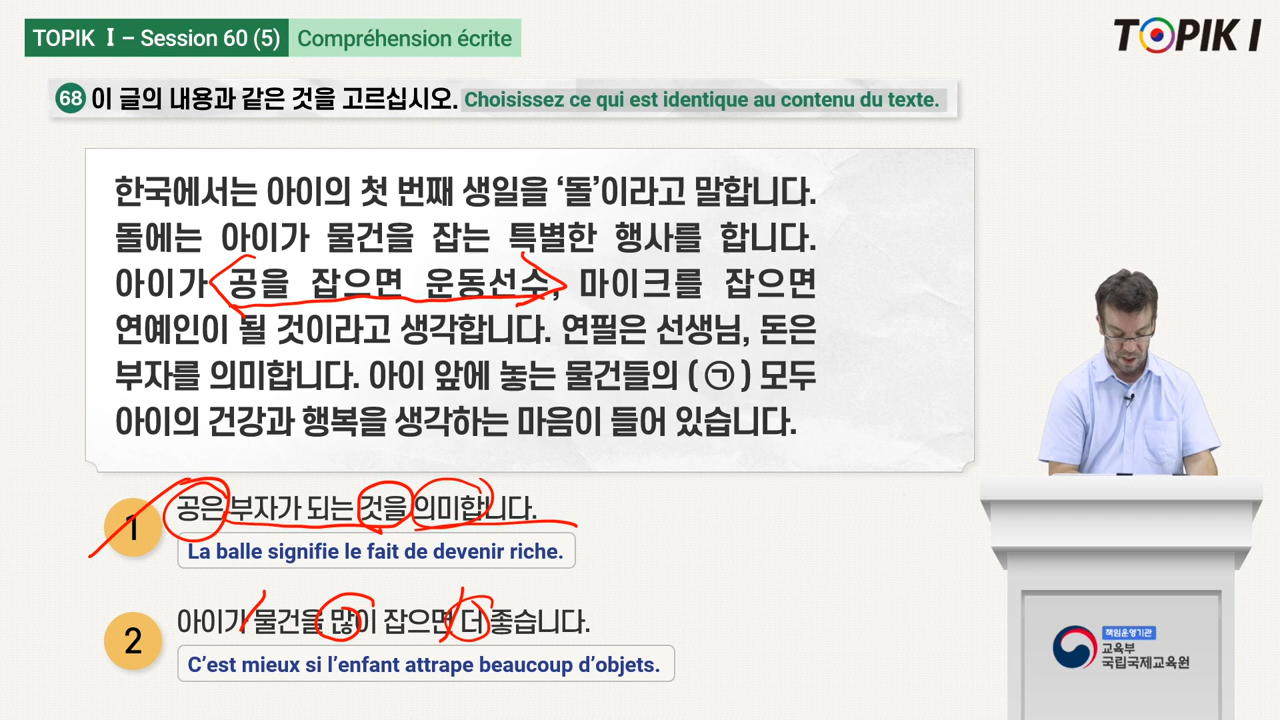 TOPIK I – Session 60 (5) Compréhension écrite
TOPIK I
68 이 글의 내용과 같은 것을 고르십시오. Choisissez ce qui est identique au contenu du texte.
한국에서는 아이의 첫 번째 생일을 ‘돌’이라고 말합니다.
돌에는 아이가 물건을 잡는 특별한 행사를 합니다.
아이가 공을 잡으면 운동선수, 마이크를 잡으면
연예인이 될 것이라고 생각합니다. 연필은 선생님, 돈은
부자를 의미합니다. 아이 앞에 놓는 물건들의 ( ㉠ ) 모두
아이의 건강과 행복을 생각하는 마음이 들어 있습니다.
1 공은 부자가 되는 것을 의미합니다.
La balle signifie le fait de devenir riche.
2 아이가 물건을 많이 잡으면 더 좋습니다.
C’est mieux si l’enfant attrape beaucoup d’objets.
책임운영기관
교육부
국립국제교육원